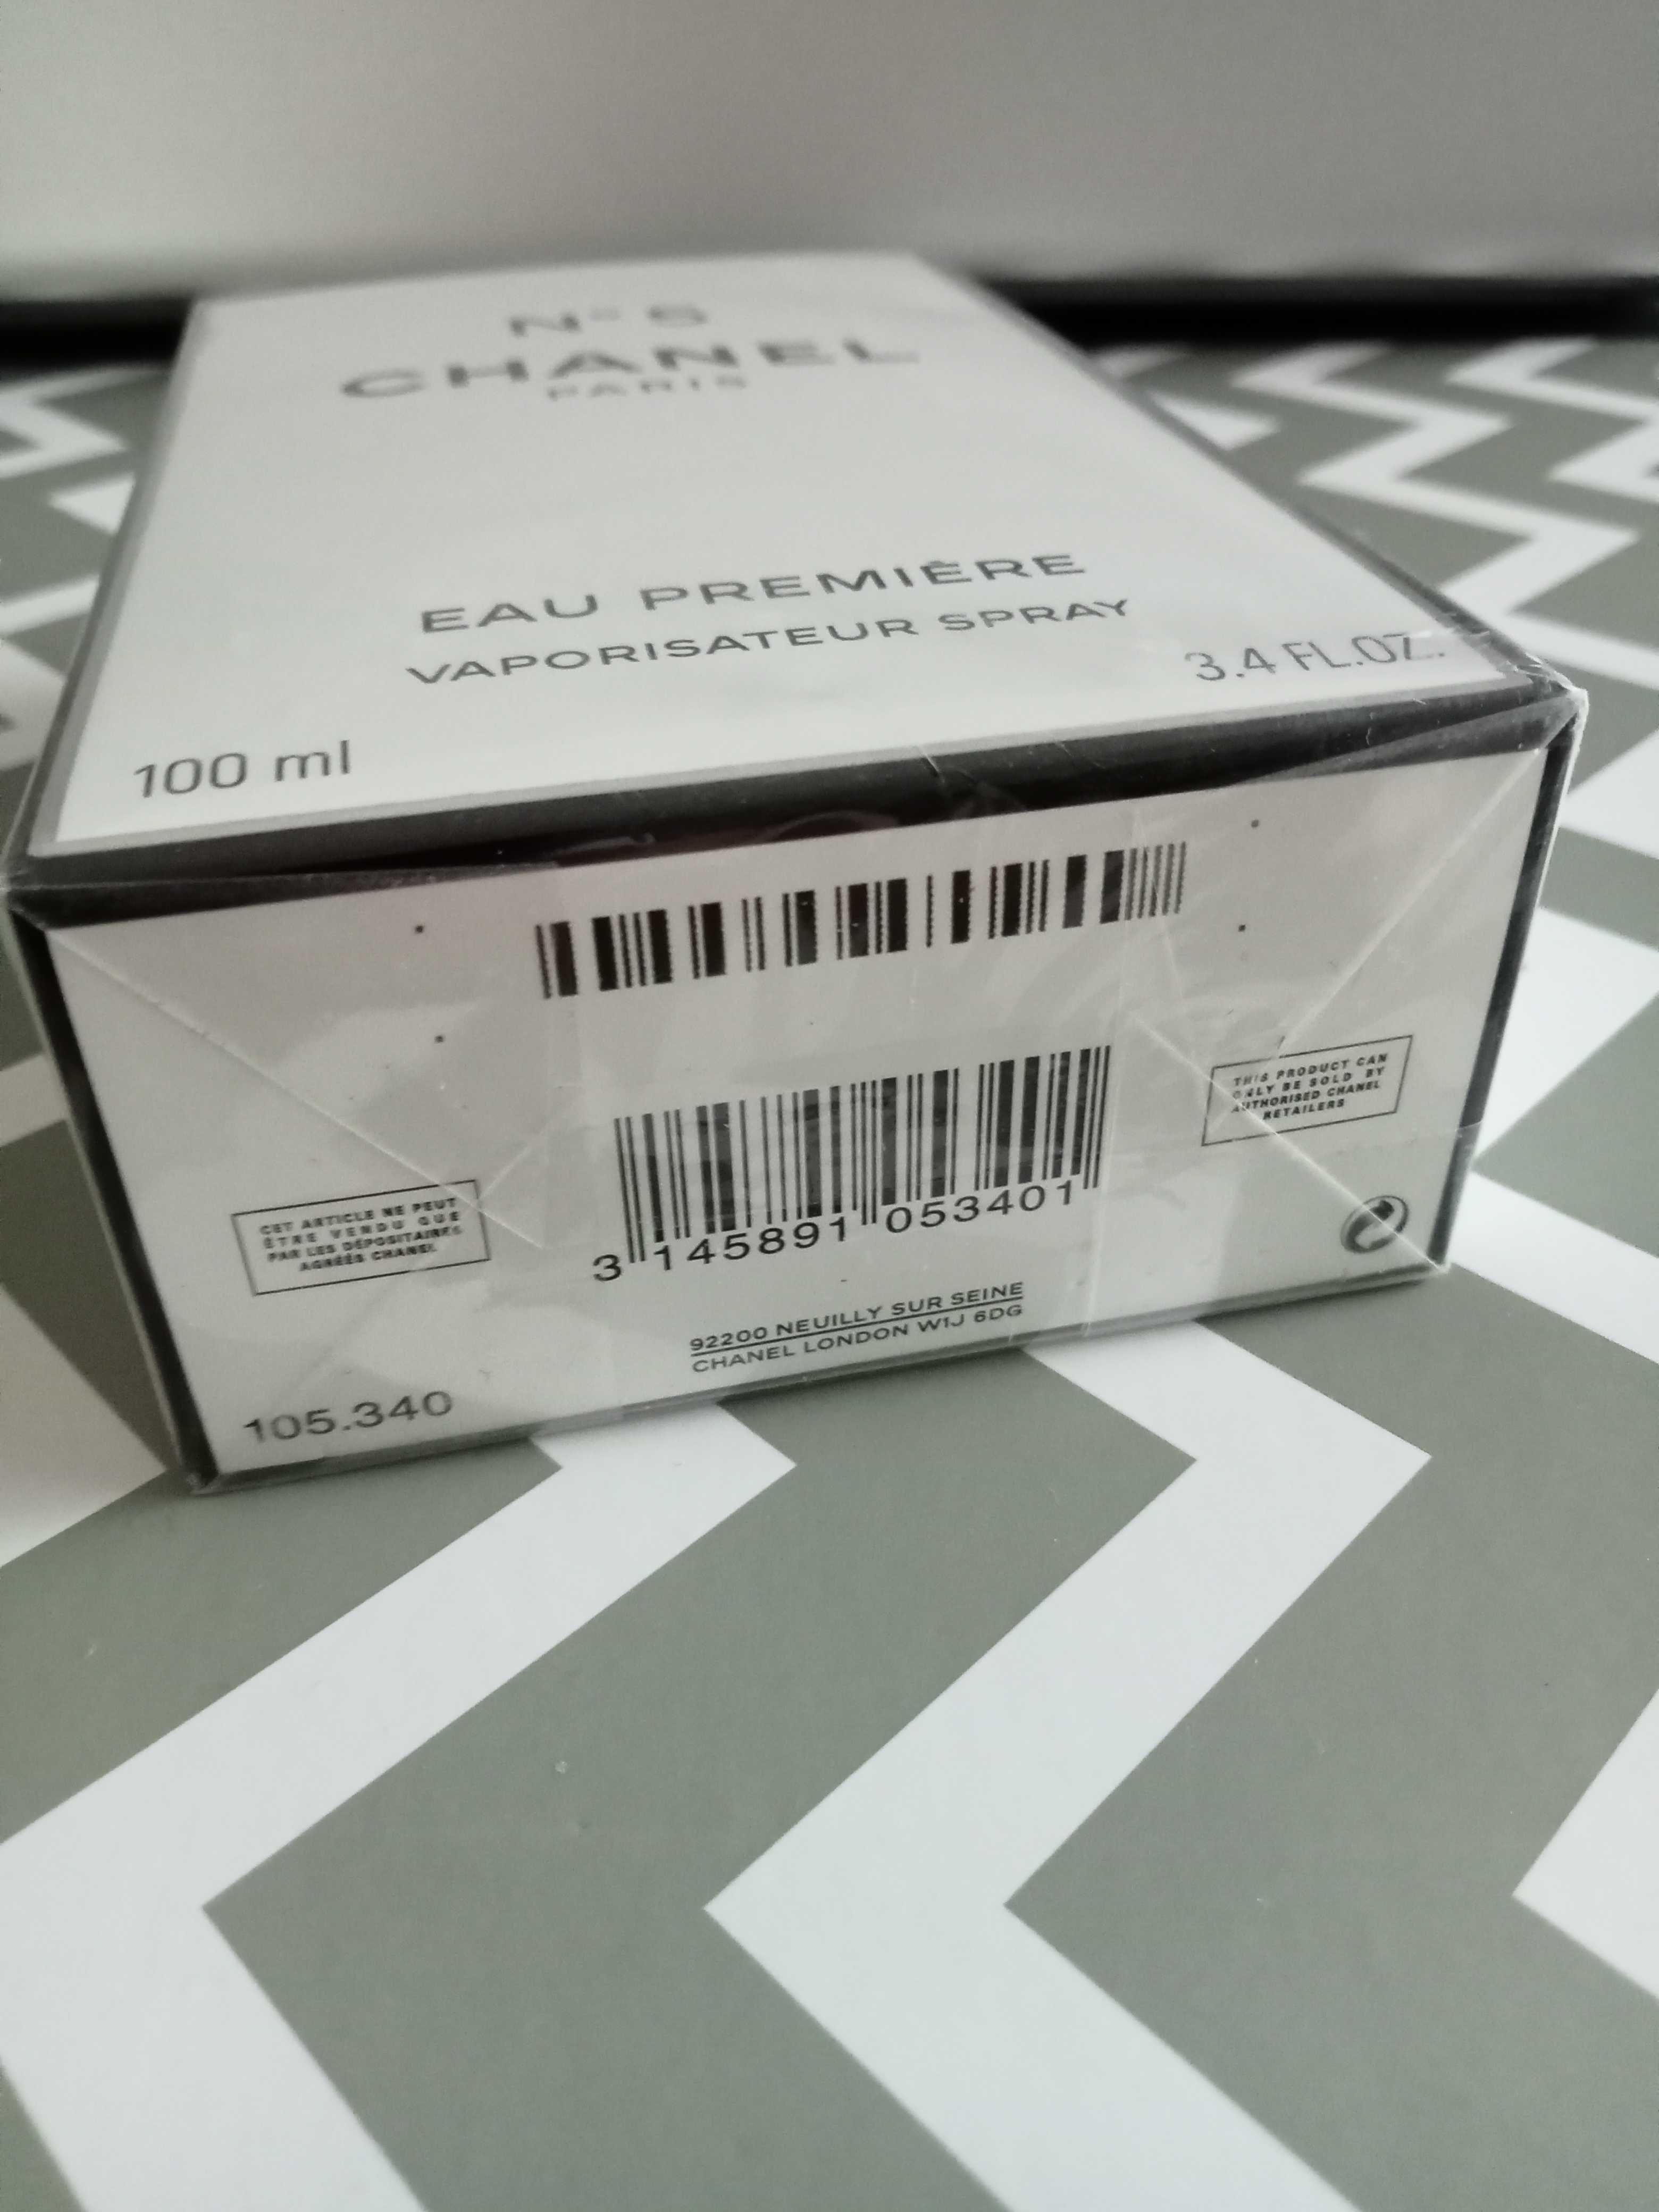 N°5
CHANEL
PARIS
EAU PREMIÈRE
VAPORISATEUR SPRAY
100 ml
3.4 FL.OZ.
THIS PRODUCT CAN
ONLY BE SOLD BY
AUTHORISED CHANEL
RETAILERS
CET ARTICLE NE PEUT
ÊTRE VENDU QUE
PAR LES DÉPOSITAIRES
AGRÉÉS CHANEL
3 145891 053401
92200 NEUILLY SUR SEINE
CHANEL LONDON W1J 6DG
105.340